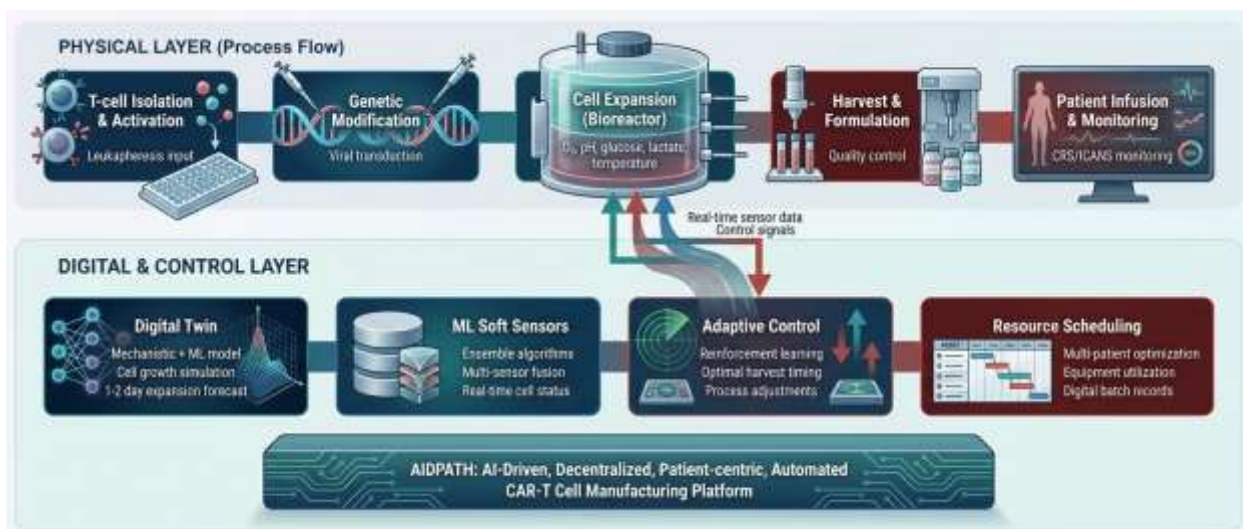 PHYSICAL LAYER (Process Flow)
T-cell Isolation
& Activation
Leukapheresis input
Genetic
Modification
Viral transduction
Cell Expansion
(Bioreactor)
O₂, pH, glucose, lactate,
temperature
Harvest &
Formulation
Quality control
Patient Infusion
& Monitoring
CRS/ICANS monitoring
Real-time sensor data
Control signals
DIGITAL & CONTROL LAYER
Digital Twin
Mechanistic + ML model
Cell growth simulation
1-2 day expansion forecast
ML Soft Sensors
Ensemble algorithms
Multi-sensor fusion
Real-time cell status
Adaptive Control
Reinforcement learning
Optimal harvest timing
Process adjustments
Resource Scheduling
Multi-patient optimization
Equipment utilization
Digital batch records
AIDPATH: AI-Driven, Decentralized, Patient-centric, Automated
CAR-T Cell Manufacturing Platform